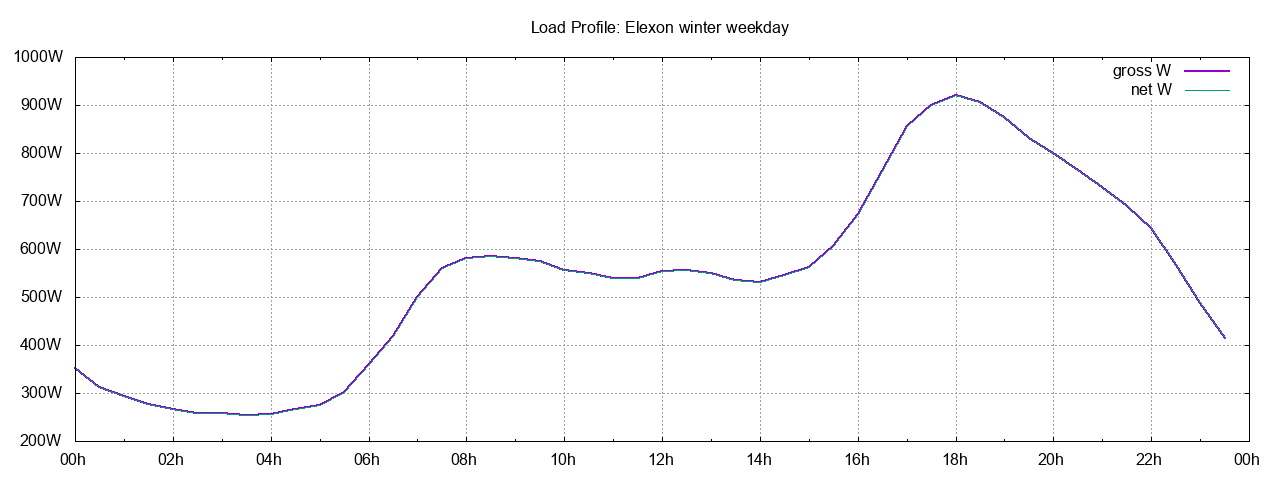 Load Profile: Elexon winter weekday
1000W
900W
800W
700W
600W
500W
400W
300W
200W
gross W
net W
00h 02h 04h 06h 08h 10h 12h 14h 16h 18h 20h 22h 00h